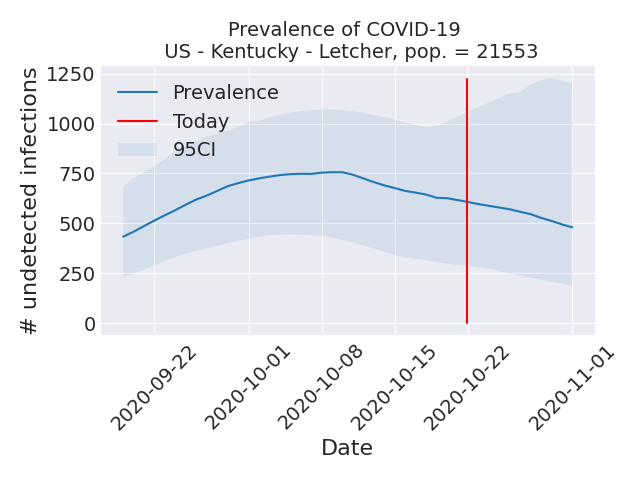 Prevalence of COVID-19
US - Kentucky - Letcher, pop. = 21553
# undetected infections
1250
1000
750
500
250
0
Prevalence
Today
95CI
2020-09-22
2020-10-01
2020-10-08
2020-10-15
2020-10-22
2020-11-01
Date